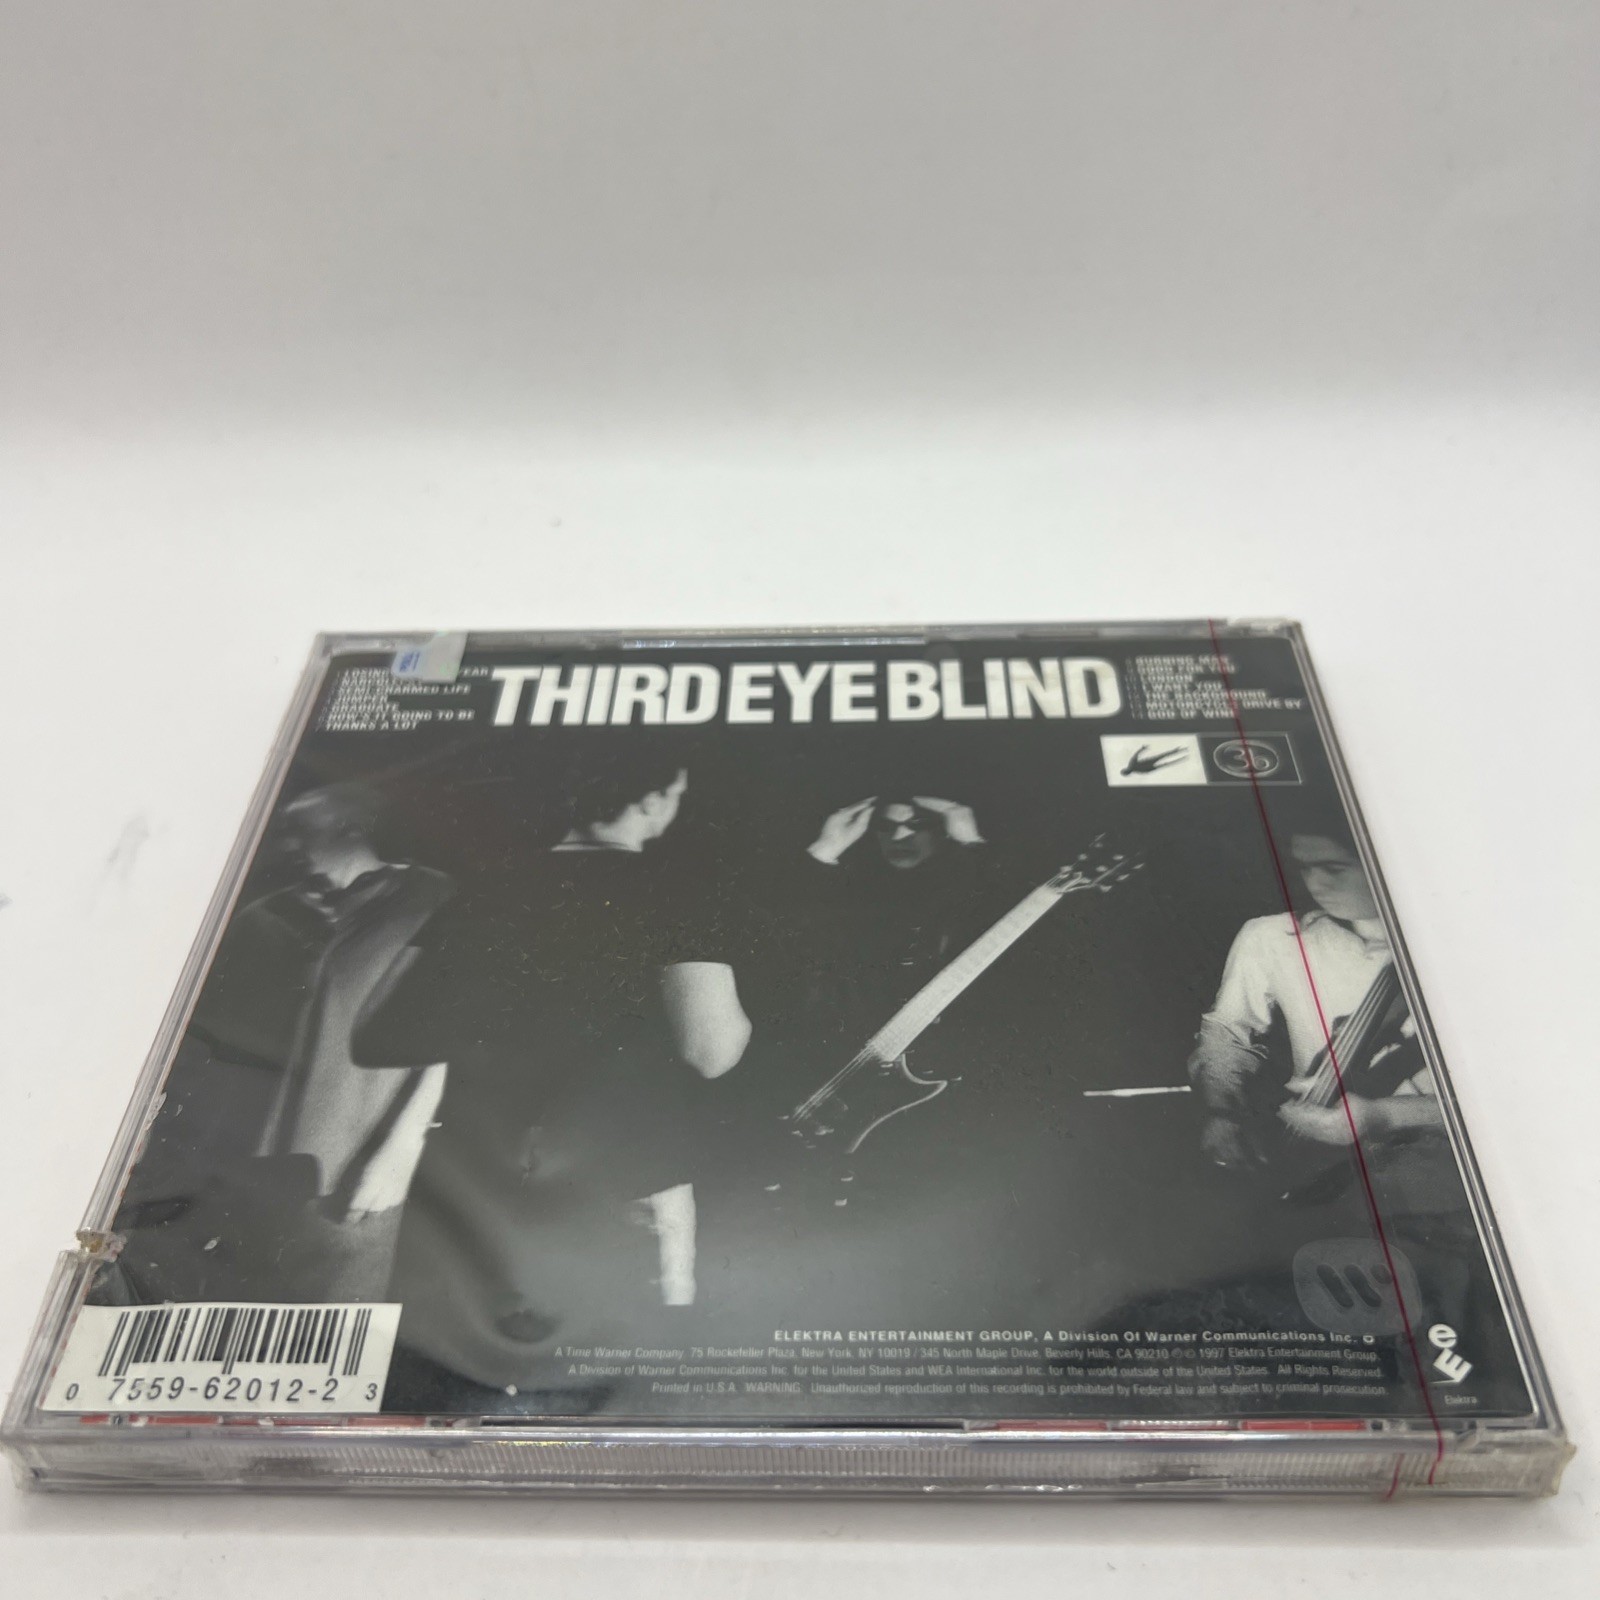 LOSING EAR
SEMI-CHARMED LIFE
GRADUATE
HOW'S IT GOING TO BE
THANKS A LOT
THIRD EYE BLIND
BURNING MAN
GOOD FOR YOU
LONDON
I WANT YOU
THE BACKGROUND
MOTORCYCLE DRIVE BY
GOD OF WINE
3b
ELEKTRA ENTERTAINMENT GROUP, A Division Of Warner Communications Inc.
A Time Warner Company. 75 Rockefeller Plaza, New York, NY 10019 / 345 North Maple Drive, Beverly Hills, CA 90210 ℗© 1997 Elektra Entertainment Group,
A Division of Warner Communications Inc. for the United States and WEA International Inc. for the world outside of the United States. All Rights Reserved.
Printed in U.S.A. WARNING: Unauthorized reproduction of this recording is prohibited by Federal law and subject to criminal prosecution.
Elektra
0 7559-62012-2 3